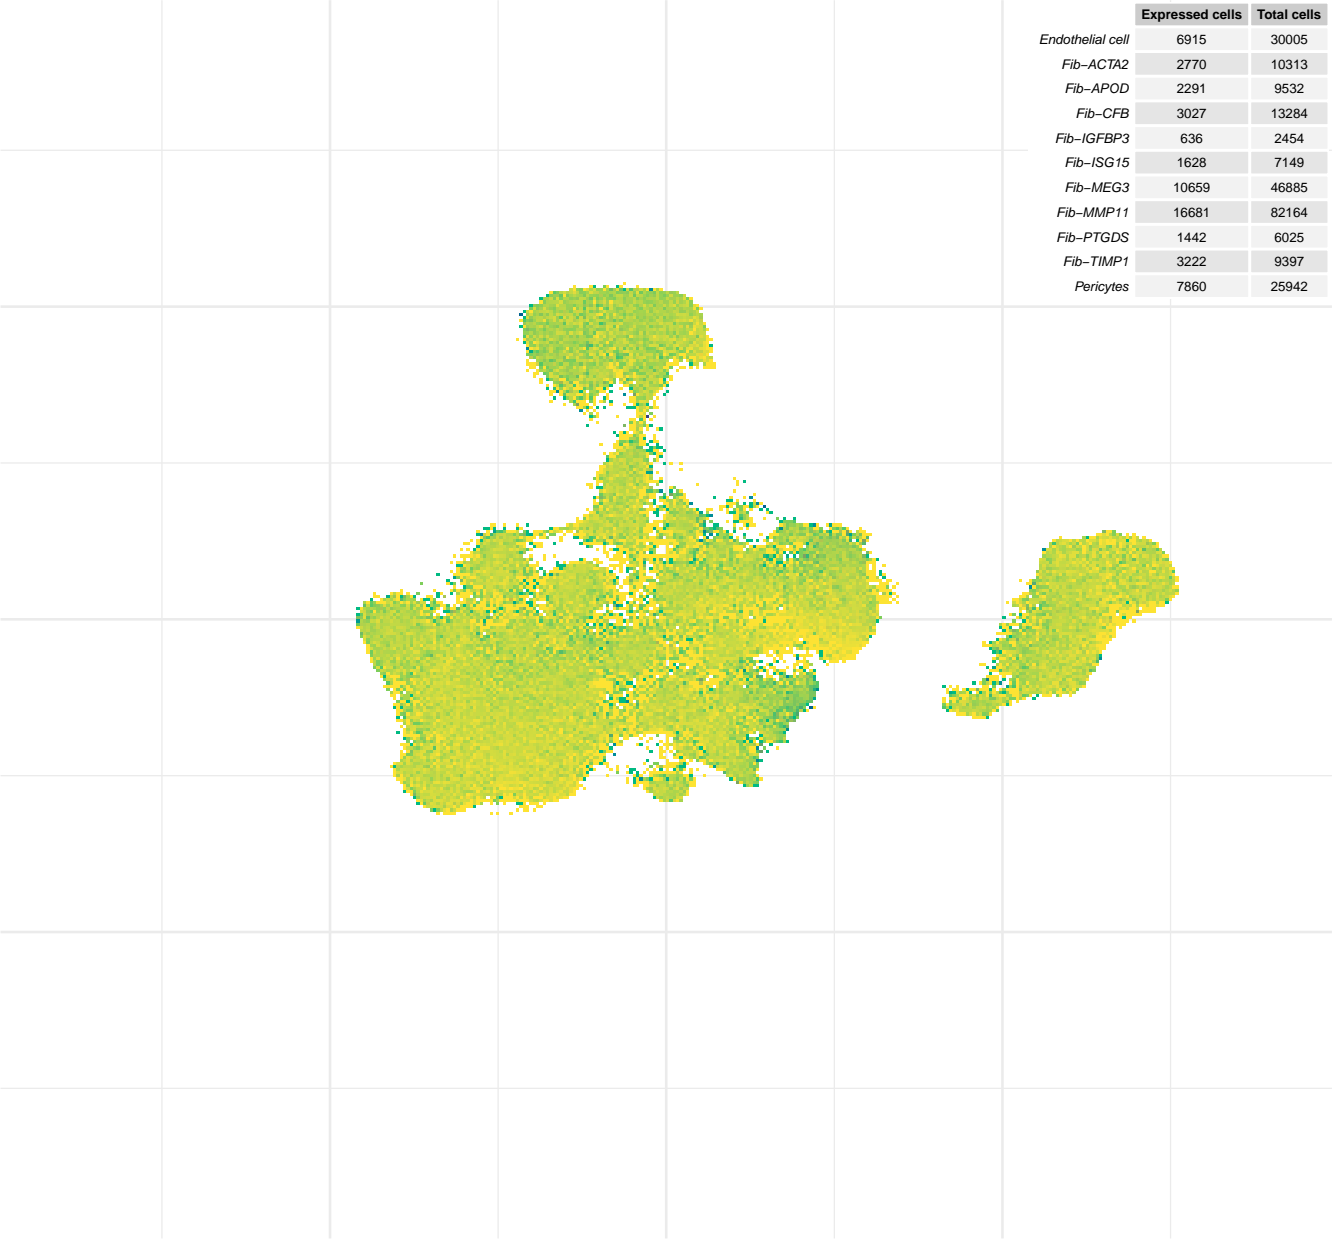 Expressed cells Total cells
Endothelial cell 6915 30005
Fib−ACTA2 2770 10313
Fib−APOD 2291 9532
Fib−CFB 3027 13284
Fib−IGFBP3 636 2454
Fib−ISG15 1628 7149
Fib−MEG3 10659 46885
Fib−MMP11 16681 82164
Fib−PTGDS 1442 6025
Fib−TIMP1 3222 9397
Pericytes 7860 25942